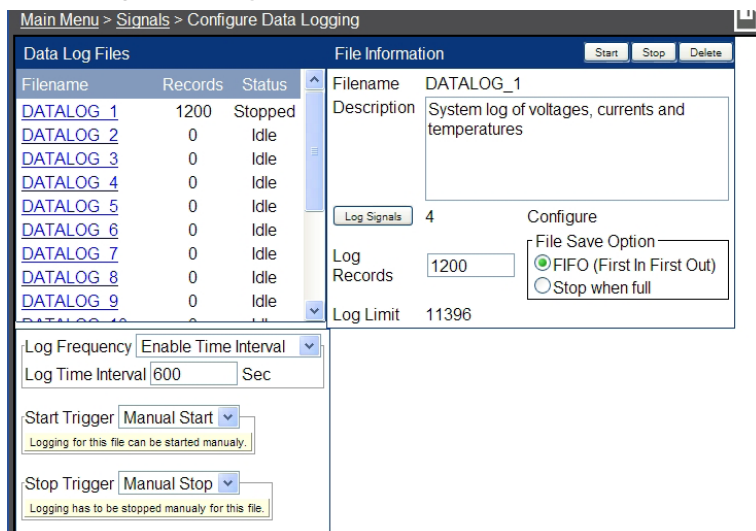 Main Menu > Signals > Configure Data Logging
Data Log Files
Filename Records Status
DATALOG_1 1200 Stopped
DATALOG_2 0 Idle
DATALOG_3 0 Idle
DATALOG_4 0 Idle
DATALOG_5 0 Idle
DATALOG_6 0 Idle
DATALOG_7 0 Idle
DATALOG_8 0 Idle
DATALOG_9 0 Idle
File Information Start Stop Delete
Filename DATALOG_1
Description System log of voltages, currents and
temperatures
Log Signals 4 Configure
File Save Option
Log
Records 1200
FIFO (First In First Out)
Stop when full
Log Limit 11396
Log Frequency Enable Time Interval
Log Time Interval 600 Sec
Start Trigger Manual Start
Logging for this file can be started manualy.
Stop Trigger Manual Stop
Logging has to be stopped manualy for this file.